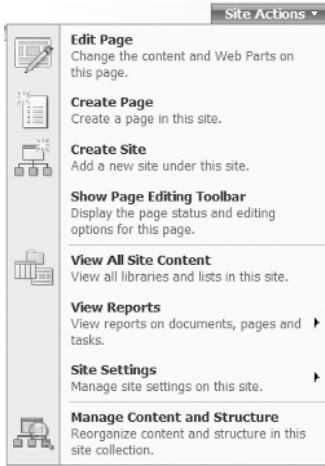 Site Actions
Edit Page
Change the content and Web Parts on
this page.
Create Page
Create a page in this site.
Create Site
Add a new site under this site.
Show Page Editing Toolbar
Display the page status and editing
options for this page.
View All Site Content
View all libraries and lists in this site.
View Reports
View reports on documents, pages and
tasks.
Site Settings
Manage site settings on this site.
Manage Content and Structure
Reorganize content and structure in this
site collection.